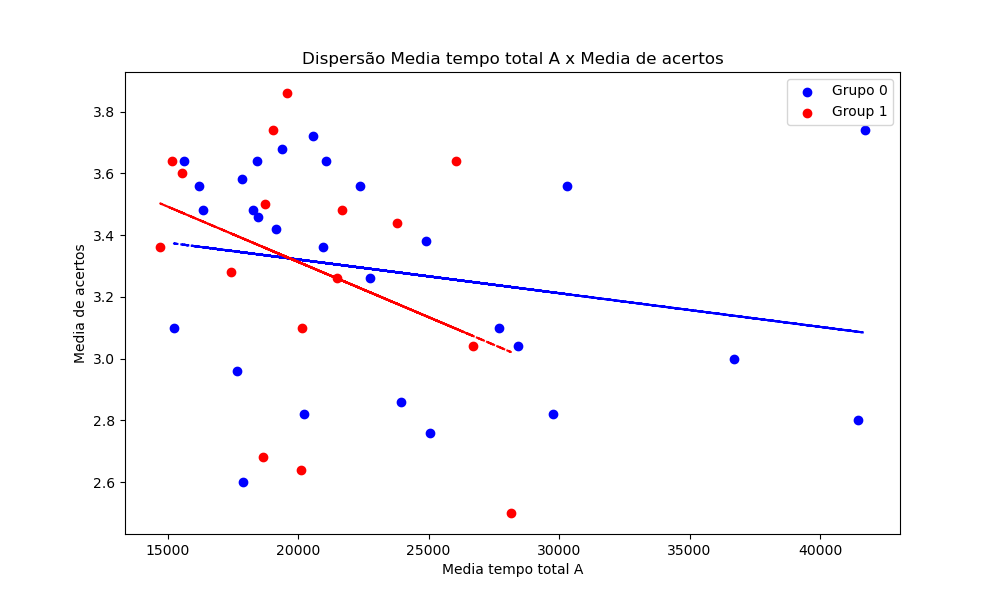 Dispersão Media tempo total A x Media de acertos
Grupo 0
Group 1
Media de acertos
3.8
3.6
3.4
3.2
3.0
2.8
2.6
15000 20000 25000 30000 35000 40000
Media tempo total A